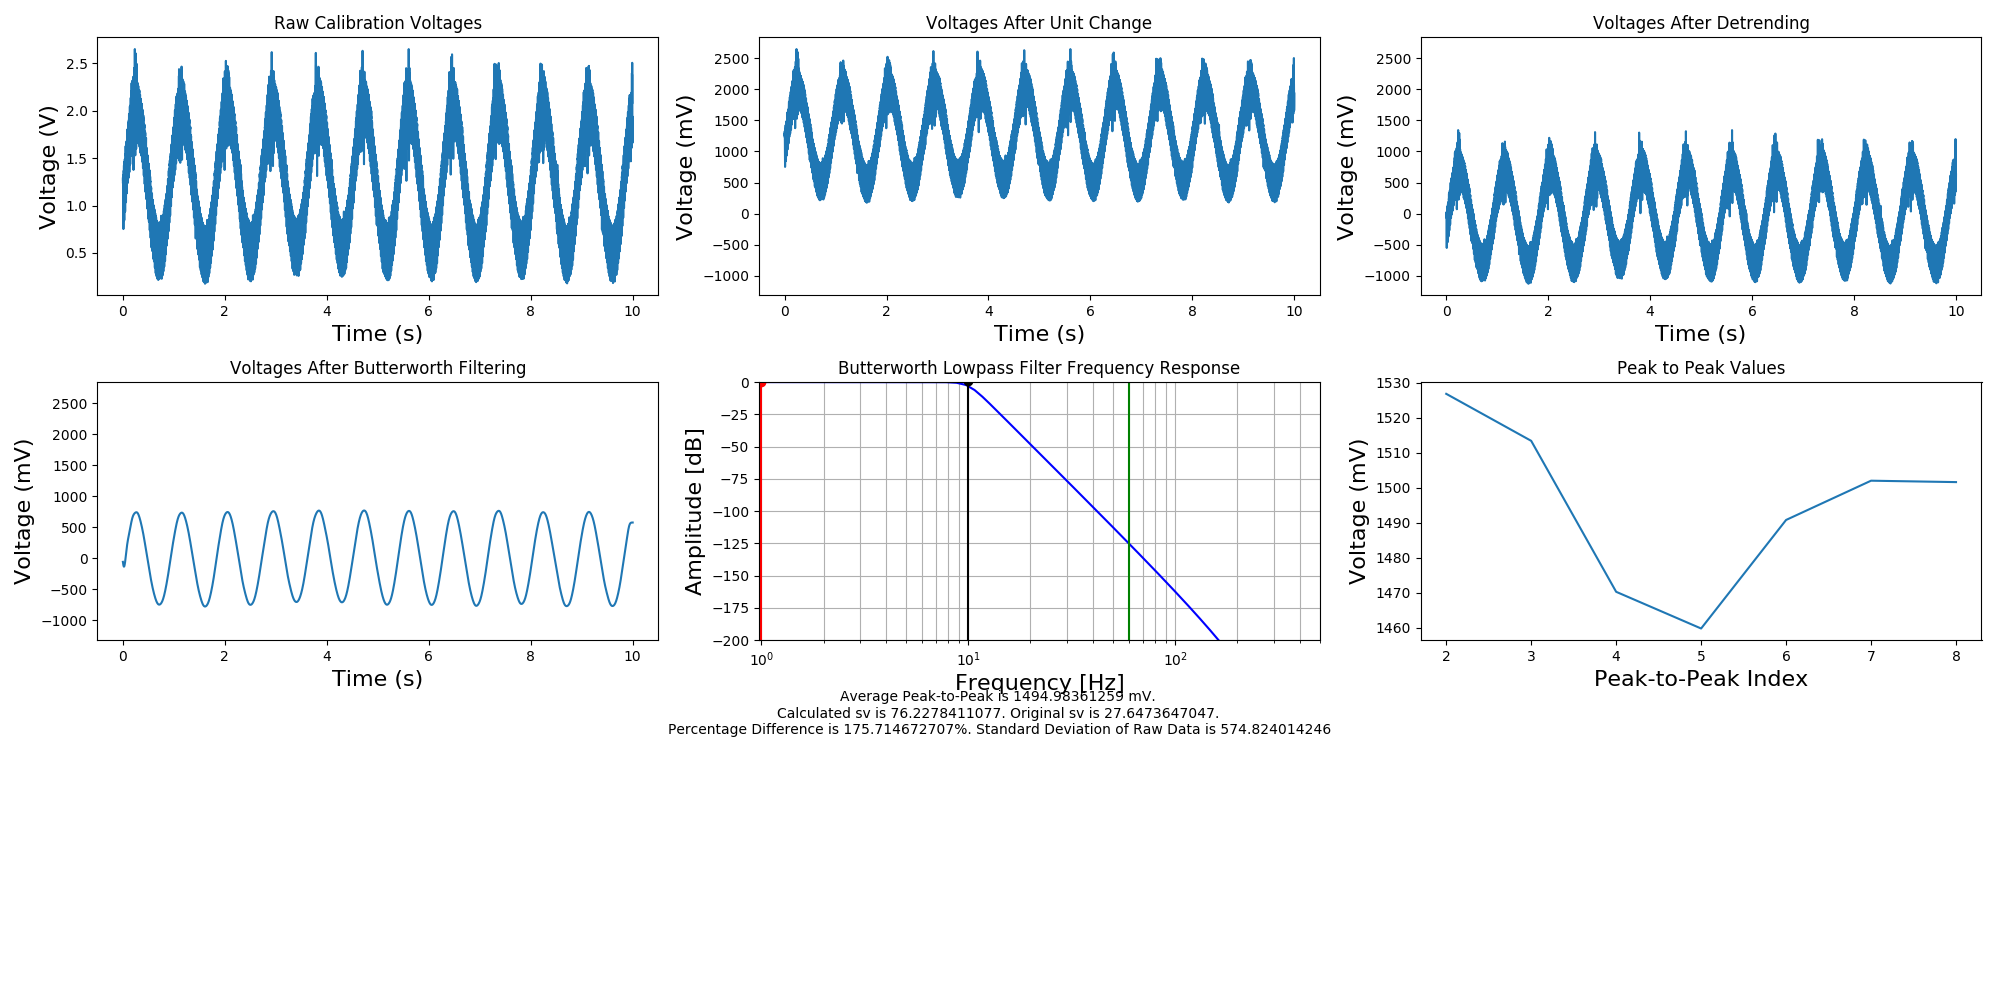 Raw Calibration Voltages
Voltage (V)
2.5
2.0
1.5
1.0
0.5
0 2 4 6 8 10
Time (s)
Voltages After Unit Change
Voltage (mV)
2500
2000
1500
1000
500
0
−500
−1000
0 2 4 6 8 10
Time (s)
Voltages After Detrending
Voltage (mV)
2500
2000
1500
1000
500
0
−500
−1000
0 2 4 6 8 10
Time (s)
Voltages After Butterworth Filtering
Voltage (mV)
2500
2000
1500
1000
500
0
−500
−1000
0 2 4 6 8 10
Time (s)
Butterworth Lowpass Filter Frequency Response
Amplitude [dB]
0
−25
−50
−75
−100
−125
−150
−175
−200
10⁰ 10¹ 10²
Frequency [Hz]
Peak to Peak Values
Voltage (mV)
1530
1520
1510
1500
1490
1480
1470
1460
2 3 4 5 6 7 8
Peak-to-Peak Index
Average Peak-to-Peak is 1494.98361259 mV.
Calculated sv is 76.2278411077. Original sv is 27.6473647047.
Percentage Difference is 175.714672707%. Standard Deviation of Raw Data is 574.824014246